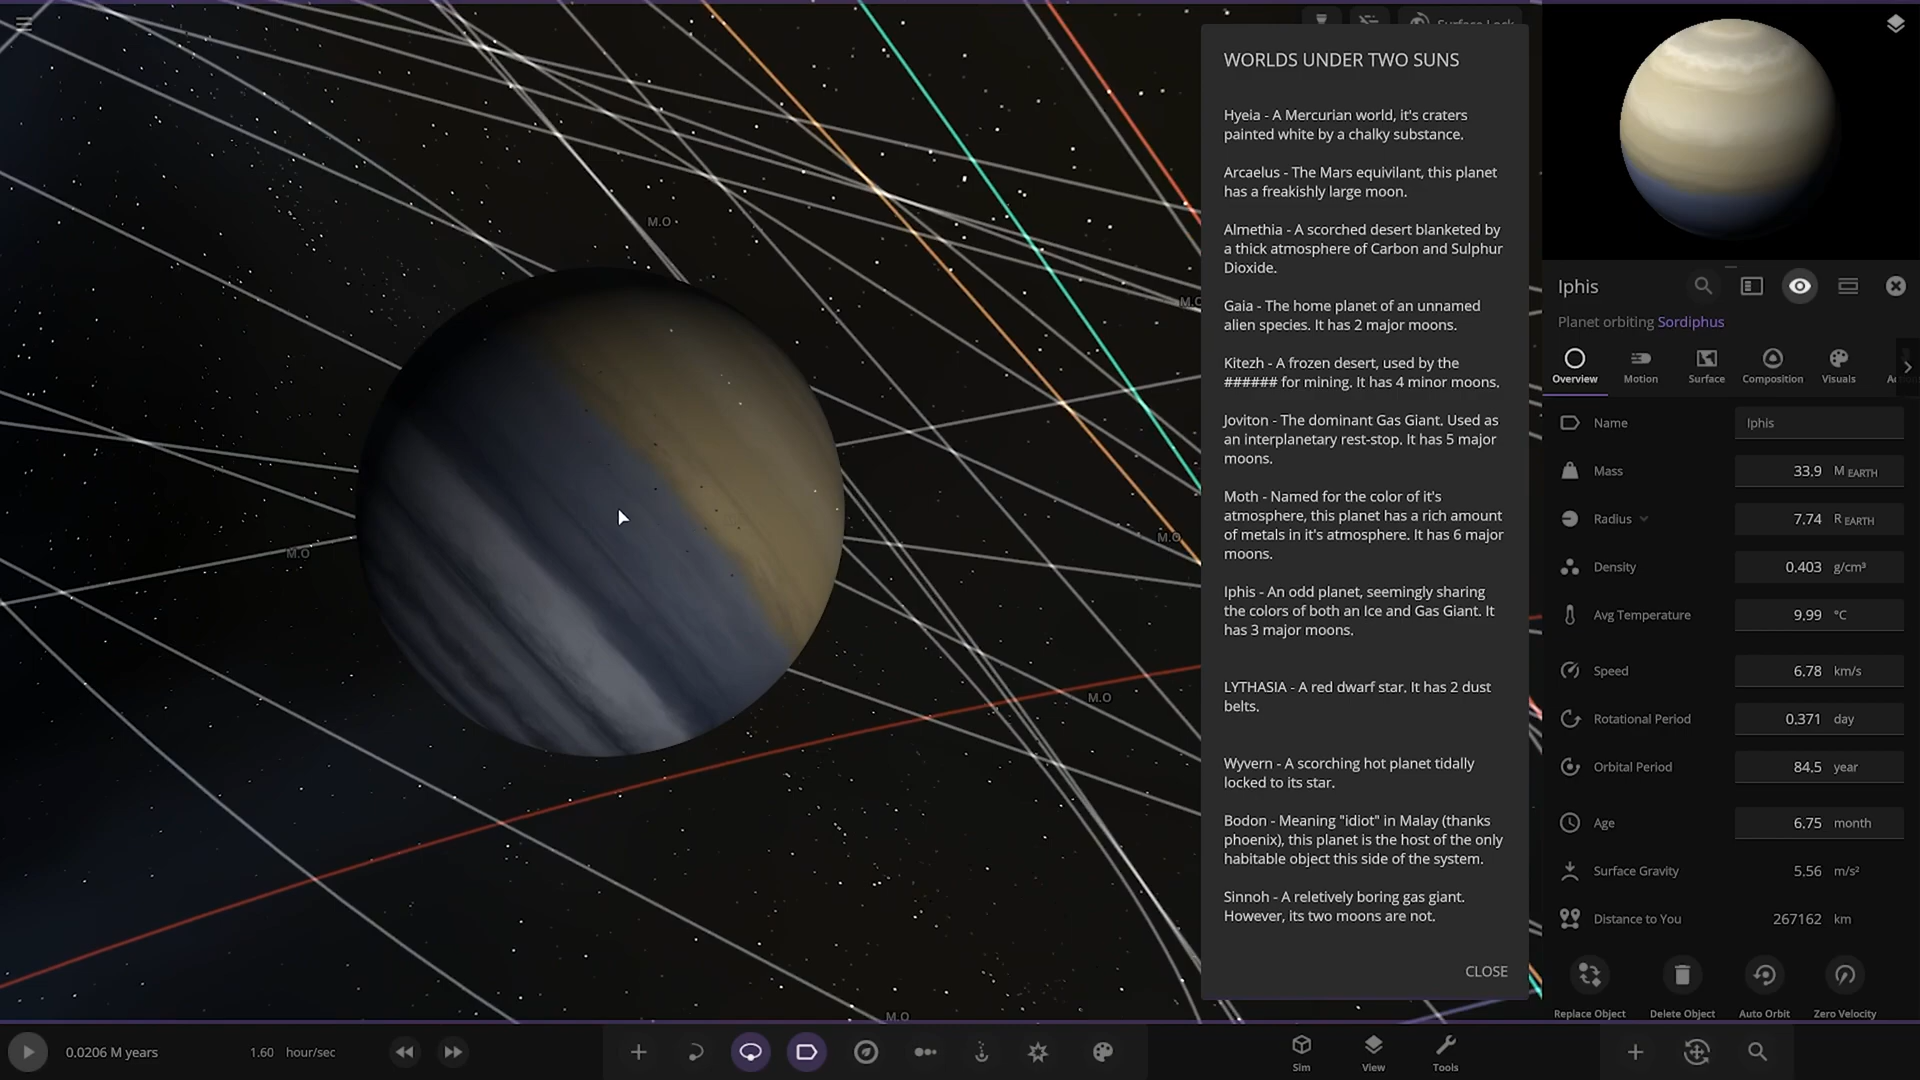 Surface Lock
M.O
M.O
M.O
M.O
M.O
M.O
WORLDS UNDER TWO SUNS
Hyeia - A Mercurian world, it's craters
painted white by a chalky substance.
Arcaelus - The Mars equivilant, this planet
has a freakishly large moon.
Almethia - A scorched desert blanketed by
a thick atmosphere of Carbon and Sulphur
Dioxide.
Gaia - The home planet of an unnamed
alien species. It has 2 major moons.
Kitezh - A frozen desert, used by the
###### for mining. It has 4 minor moons.
Joviton - The dominant Gas Giant. Used as
an interplanetary rest-stop. It has 5 major
moons.
Moth - Named for the color of it's
atmosphere, this planet has a rich amount
of metals in it's atmosphere. It has 6 major
moons.
Iphis - An odd planet, seemingly sharing
the colors of both an Ice and Gas Giant. It
has 3 major moons.
LYTHASIA - A red dwarf star. It has 2 dust
belts.
Wyvern - A scorching hot planet tidally
locked to its star.
Bodon - Meaning "idiot" in Malay (thanks
phoenix), this planet is the host of the only
habitable object this side of the system.
Sinnoh - A reletively boring gas giant.
However, its two moons are not.
CLOSE
Iphis
Planet orbiting Sordiphus
Overview Motion Surface Composition Visuals
Name Iphis
Mass 33.9 M EARTH
Radius 7.74 R EARTH
Density 0.403 g/cm³
Avg Temperature 9.99 °C
Speed 6.78 km/s
Rotational Period 0.371 day
Orbital Period 84.5 year
Age 6.75 month
Surface Gravity 5.56 m/s²
Distance to You 267162 km
Replace Object Delete Object Auto Orbit Zero Velocity
0.0206 M years 1.60 hour/sec
Sim View Tools